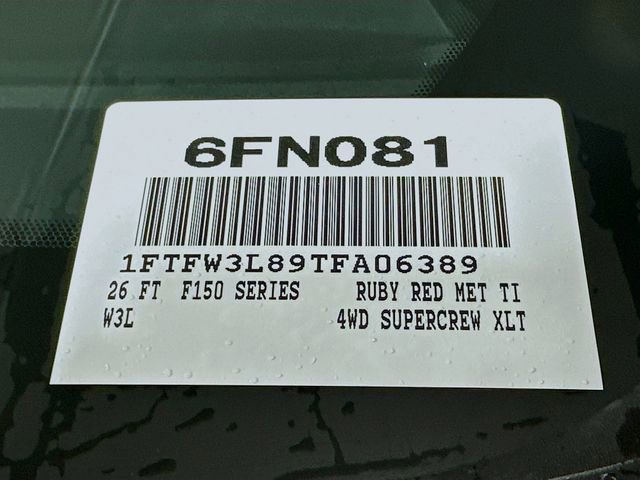 6FN081
1FTFW3L89TFA06389
26 FT F150 SERIES RUBY RED MET TI
W3L 4WD SUPERCREW XLT